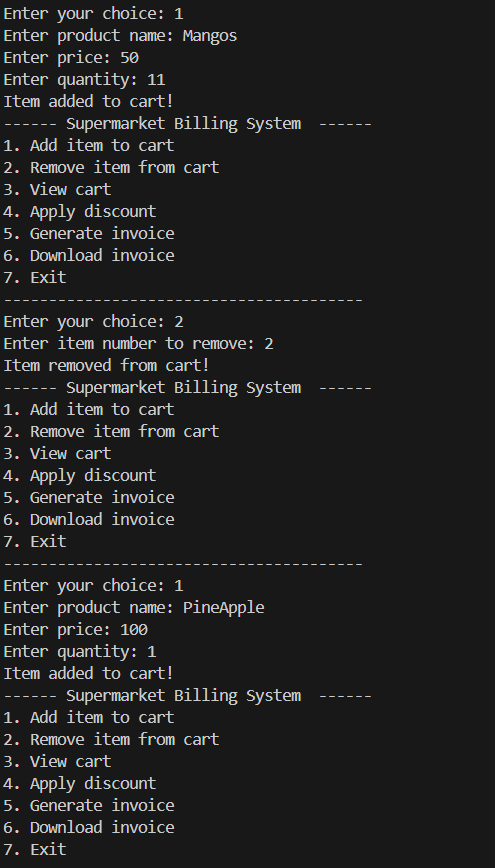 Enter your choice: 1
Enter product name: Mangos
Enter price: 50
Enter quantity: 11
Item added to cart!
------ Supermarket Billing System  ------
1. Add item to cart
2. Remove item from cart
3. View cart
4. Apply discount
5. Generate invoice
6. Download invoice
7. Exit
----------------------------------------
Enter your choice: 2
Enter item number to remove: 2
Item removed from cart!
------ Supermarket Billing System  ------
1. Add item to cart
2. Remove item from cart
3. View cart
4. Apply discount
5. Generate invoice
6. Download invoice
7. Exit
----------------------------------------
Enter your choice: 1
Enter product name: PineApple
Enter price: 100
Enter quantity: 1
Item added to cart!
------ Supermarket Billing System  ------
1. Add item to cart
2. Remove item from cart
3. View cart
4. Apply discount
5. Generate invoice
6. Download invoice
7. Exit